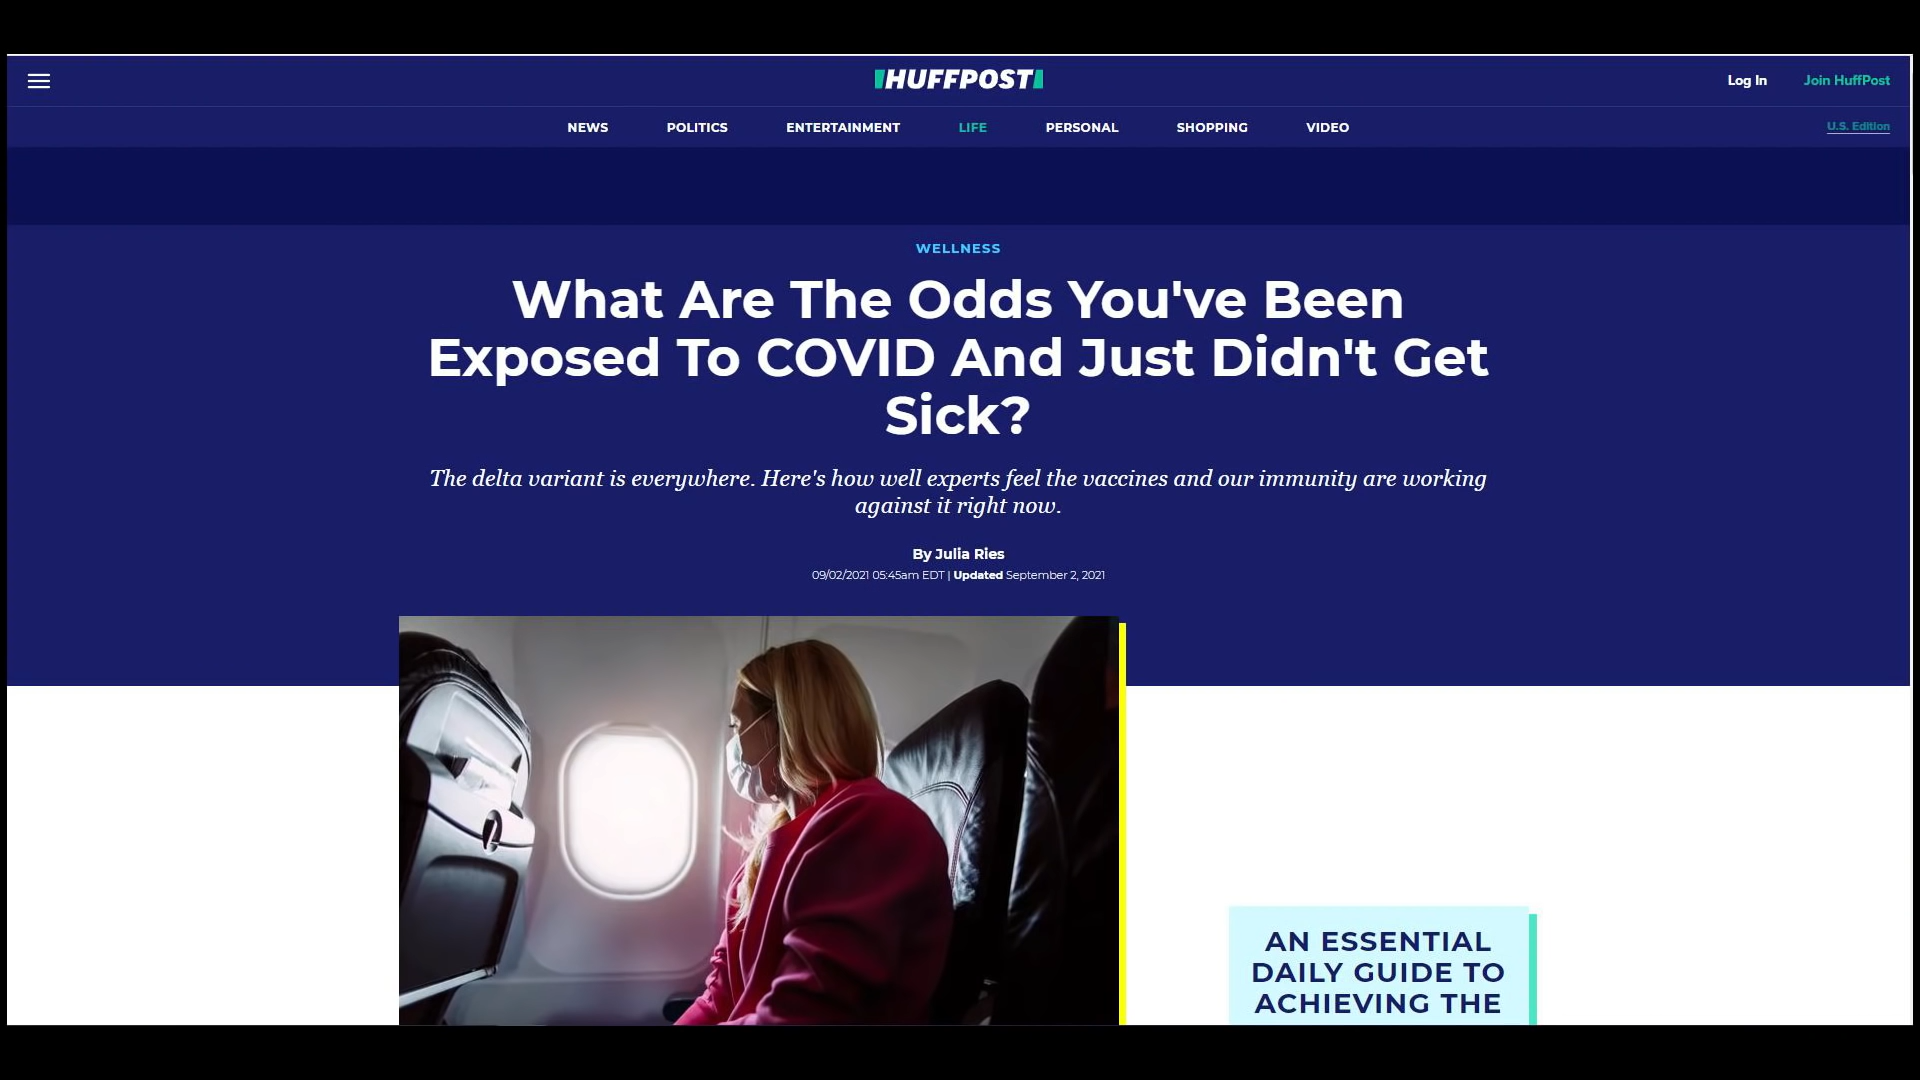 HUFFPOST
Log In
Join HuffPost
NEWS
POLITICS
ENTERTAINMENT
LIFE
PERSONAL
SHOPPING
VIDEO
U.S. Edition
WELLNESS
What Are The Odds You've Been
Exposed To COVID And Just Didn't Get
Sick?
The delta variant is everywhere. Here's how well experts feel the vaccines and our immunity are working
against it right now.
By Julia Ries
09/02/2021 05:45am EDT | Updated September 2, 2021
AN ESSENTIAL
DAILY GUIDE TO
ACHIEVING THE